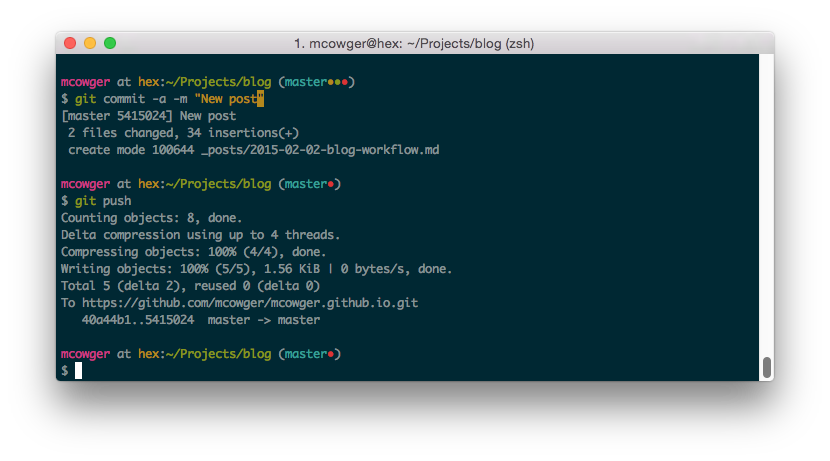 1. mcowger@hex: ~/Projects/blog (zsh)
mcowger at hex:~/Projects/blog (master●●●)
$ git commit -a -m "New post"
[master 5415024] New post
 2 files changed, 34 insertions(+)
 create mode 100644 _posts/2015-02-02-blog-workflow.md
mcowger at hex:~/Projects/blog (master●)
$ git push
Counting objects: 8, done.
Delta compression using up to 4 threads.
Compressing objects: 100% (4/4), done.
Writing objects: 100% (5/5), 1.56 KiB | 0 bytes/s, done.
Total 5 (delta 2), reused 0 (delta 0)
To https://github.com/mcowger/mcowger.github.io.git
   40a44b1..5415024  master -> master
mcowger at hex:~/Projects/blog (master●)
$